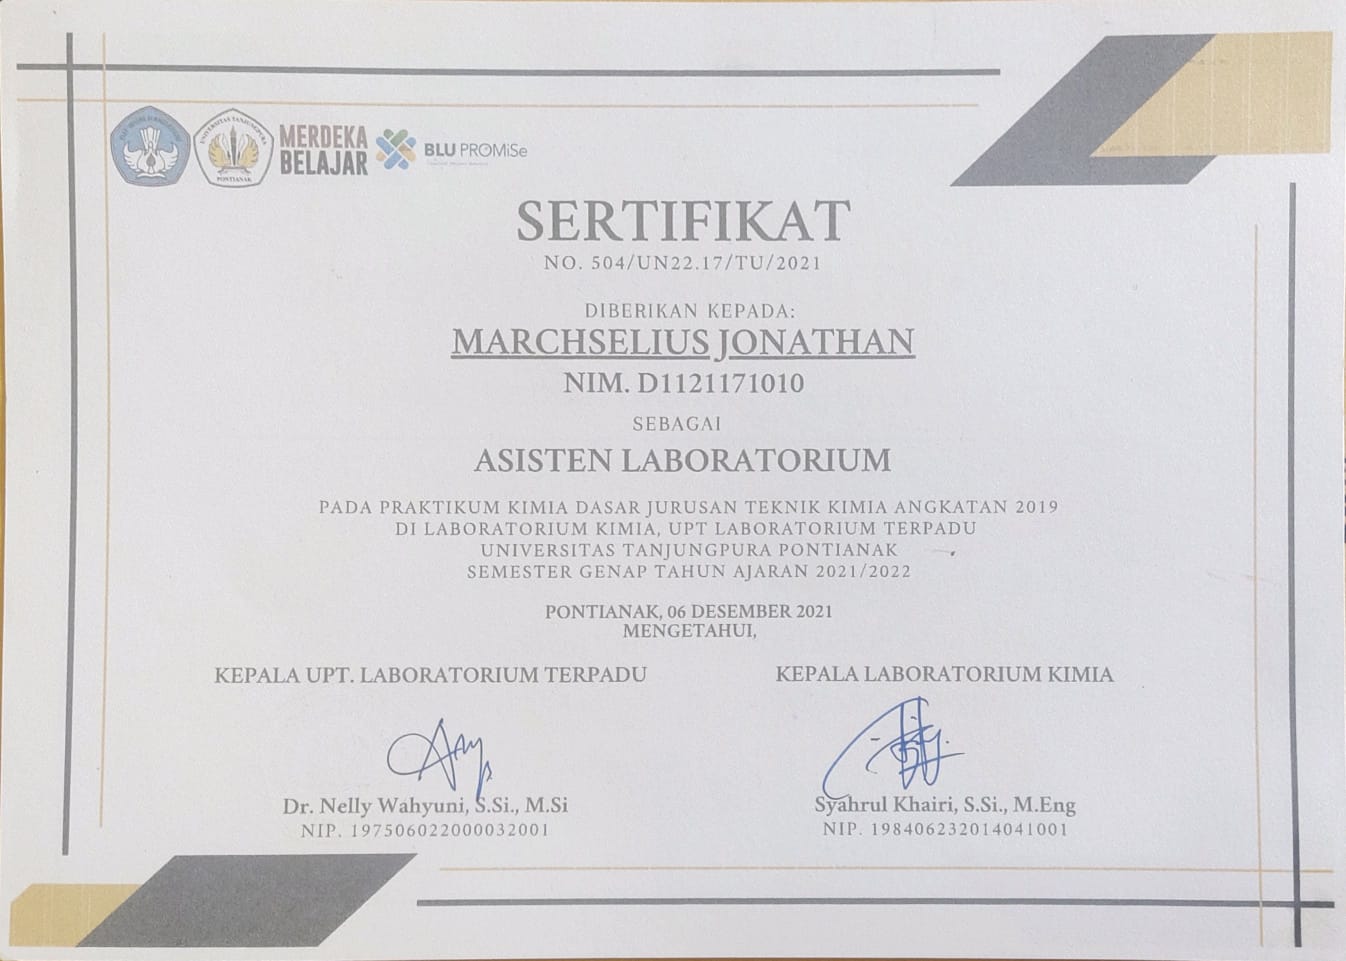 UNIVERSITAS TANJUNGPURA
PONTIANAK
MERDEKA
BELAJAR
BLU PROMiSe
SERTIFIKAT
NO. 504/UN22.17/TU/2021
DIBERIKAN KEPADA:
MARCHSELIUS JONATHAN
NIM. D1121171010
SEBAGAI
ASISTEN LABORATORIUM
PADA PRAKTIKUM KIMIA DASAR JURUSAN TEKNIK KIMIA ANGKATAN 2019
DI LABORATORIUM KIMIA, UPT LABORATORIUM TERPADU
UNIVERSITAS TANJUNGPURA PONTIANAK
SEMESTER GENAP TAHUN AJARAN 2021/2022
PONTIANAK, 06 DESEMBER 2021
MENGETAHUI,
KEPALA UPT. LABORATORIUM TERPADU
KEPALA LABORATORIUM KIMIA
Dr. Nelly Wahyuni, S.Si., M.Si
Syahrul Khairi, S.Si., M.Eng
NIP. 197506022000032001
NIP. 198406232014041001